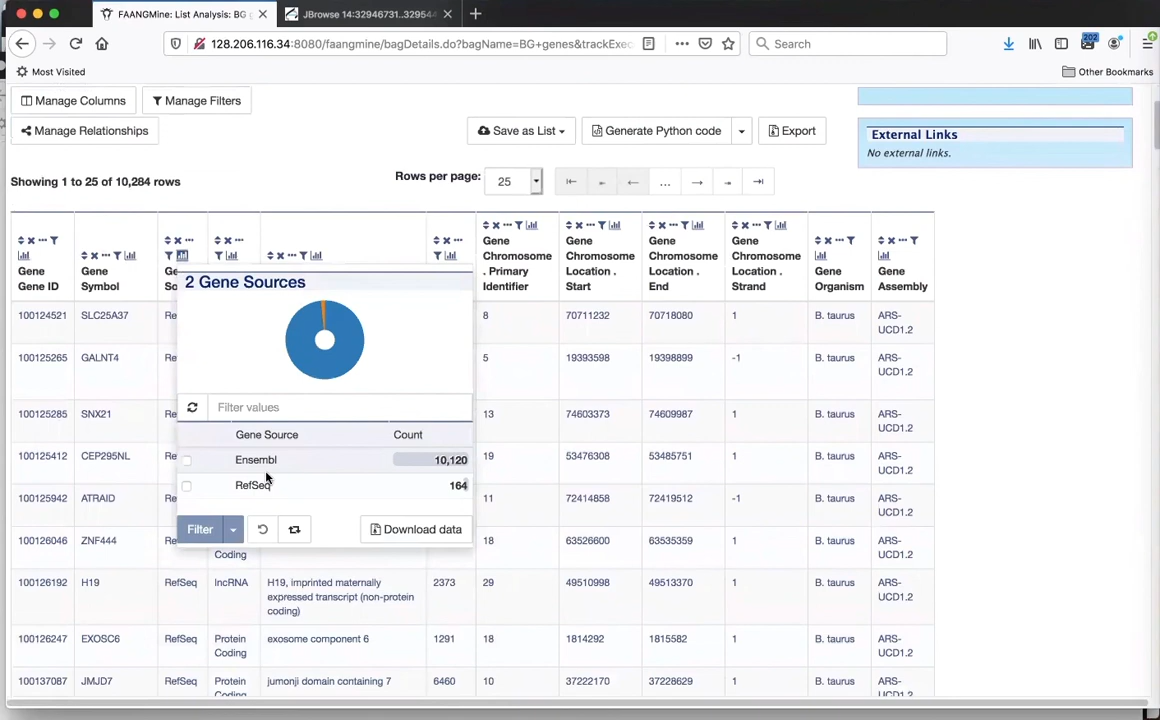 FAANGMine: List Analysis: BG g
JBrowse 14:32946731..329544
128.206.116.34:8080/faangmine/bagDetails.do?bagName=BG+genes&trackExec
Search
202
Most Visited
Other Bookmarks
Manage Columns
Manage Filters
Manage Relationships
Save as List
Generate Python code
Export
External Links
No external links.
Showing 1 to 25 of 10,284 rows
Rows per page:
25
Gene
Gene ID
Gene
Symbol
Gene
Chromosome
. Primary
Identifier
Gene
Chromosome
Location .
Start
Gene
Chromosome
Location .
End
Gene
Chromosome
Location .
Strand
Gene
Organism
Gene
Assembly
2 Gene Sources
Filter values
Gene Source Count
Ensembl 10,120
RefSeq 164
Filter
Download data
100124521 SLC25A37 8 70711232 70718080 1 B. taurus ARS-
UCD1.2
100125265 GALNT4 5 19393598 19398899 -1 B. taurus ARS-
UCD1.2
100125285 SNX21 13 74603373 74609987 1 B. taurus ARS-
UCD1.2
100125412 CEP295NL 19 53476308 53485751 1 B. taurus ARS-
UCD1.2
100125942 ATRAID 11 72414858 72419512 -1 B. taurus ARS-
UCD1.2
100126046 ZNF444 18 63526600 63535359 1 B. taurus ARS-
Coding UCD1.2
100126192 H19 RefSeq lncRNA H19, imprinted maternally 2373 29 49510998 49513370 1 B. taurus ARS-
expressed transcript (non-protein UCD1.2
coding)
100126247 EXOSC6 RefSeq Protein exosome component 6 1291 18 1814292 1815582 1 B. taurus ARS-
Coding UCD1.2
100137087 JMJD7 RefSeq Protein jumonji domain containing 7 6460 10 37222170 37228629 1 B. taurus ARS-
Coding UCD1.2